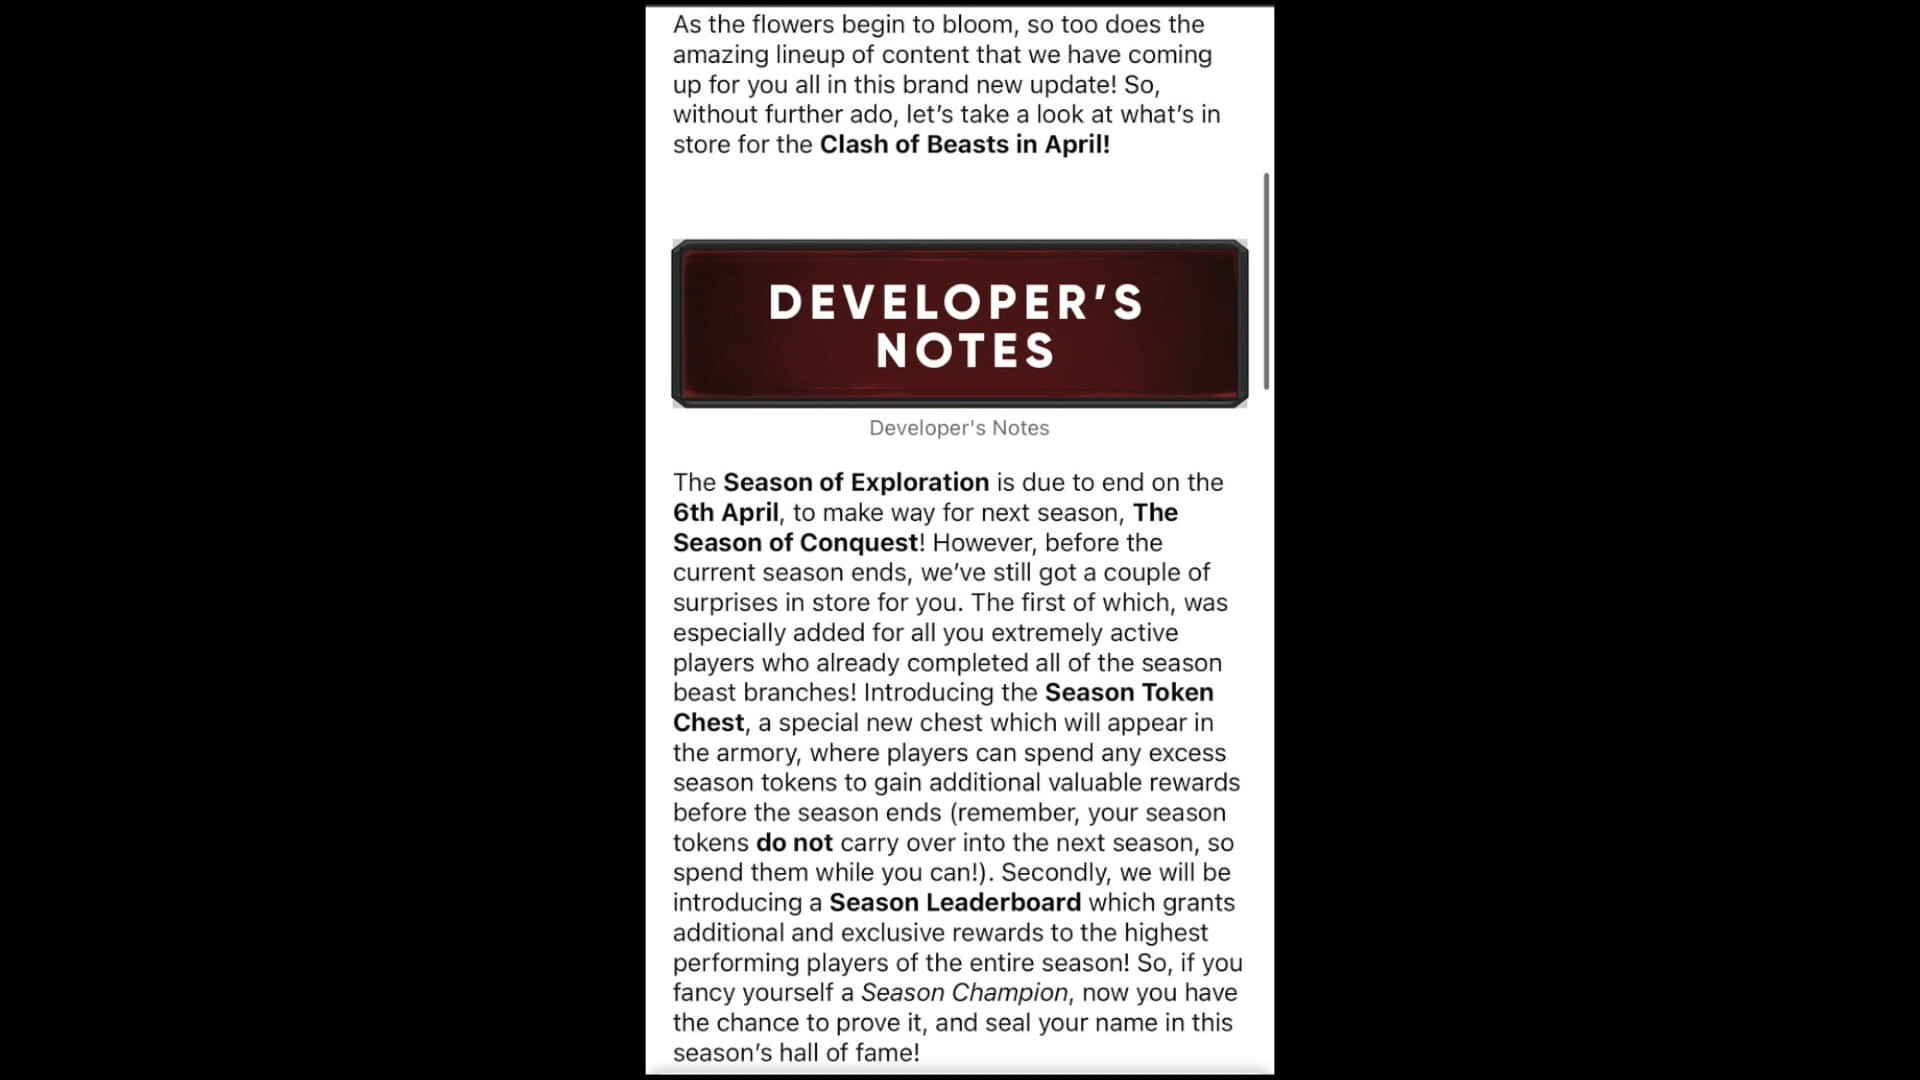 As the flowers begin to bloom, so too does the
amazing lineup of content that we have coming
up for you all in this brand new update! So,
without further ado, let’s take a look at what’s in
store for the Clash of Beasts in April!
DEVELOPER’S
NOTES
Developer's Notes
The Season of Exploration is due to end on the
6th April, to make way for next season, The
Season of Conquest! However, before the
current season ends, we’ve still got a couple of
surprises in store for you. The first of which, was
especially added for all you extremely active
players who already completed all of the season
beast branches! Introducing the Season Token
Chest, a special new chest which will appear in
the armory, where players can spend any excess
season tokens to gain additional valuable rewards
before the season ends (remember, your season
tokens do not carry over into the next season, so
spend them while you can!). Secondly, we will be
introducing a Season Leaderboard which grants
additional and exclusive rewards to the highest
performing players of the entire season! So, if you
fancy yourself a Season Champion, now you have
the chance to prove it, and seal your name in this
season’s hall of fame!